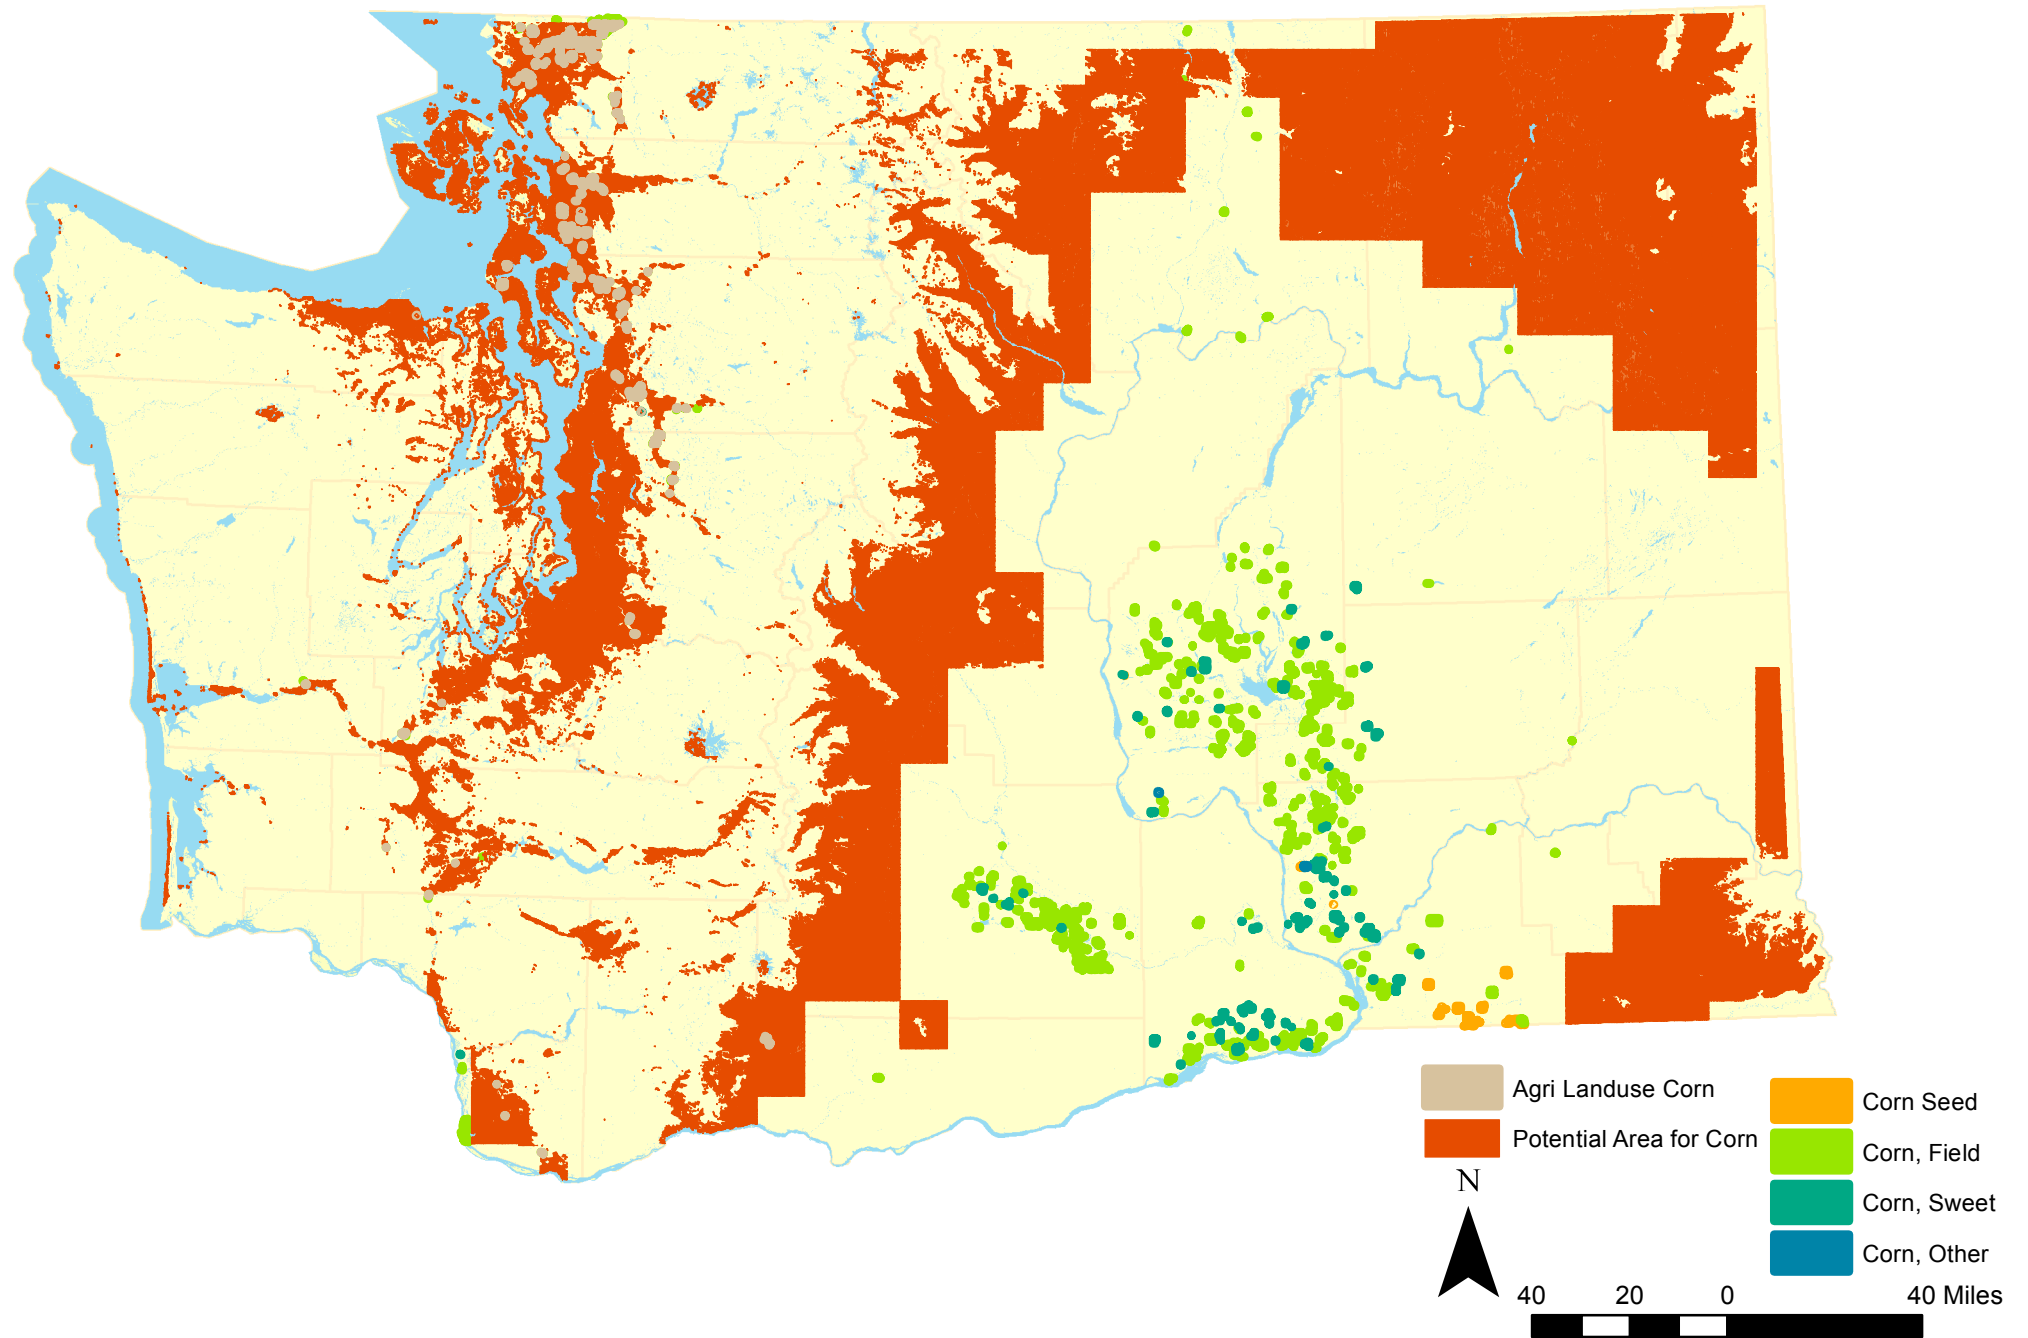 Agri Landuse Corn
Potential Area for Corn
Corn Seed
Corn, Field
Corn, Sweet
Corn, Other
N
40 20 0 40 Miles